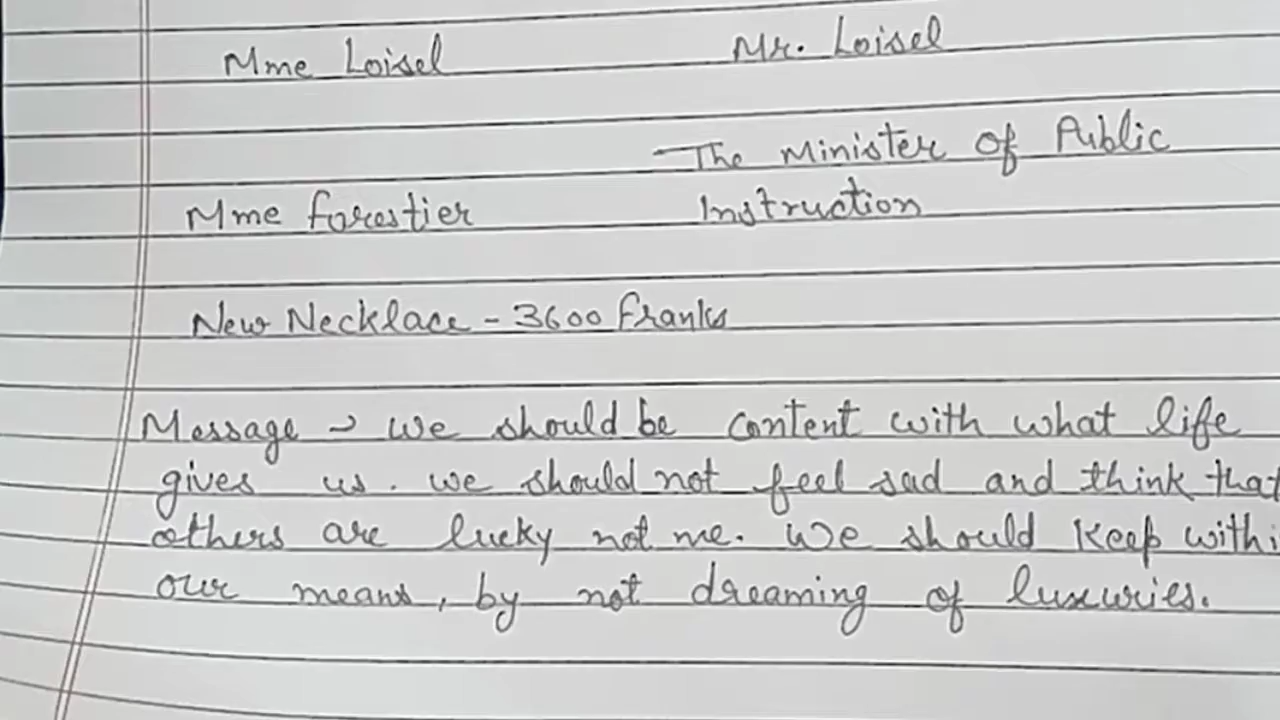 Mme Loisel Mr. Loisel
The Minister of Public
Mme Forestier Instruction
New Necklace - 3600 Franks
Message → We should be content with what life
gives us. we should not feel sad and think that
others are lucky not me. We should keep withi
our means, by not dreaming of luxuries.